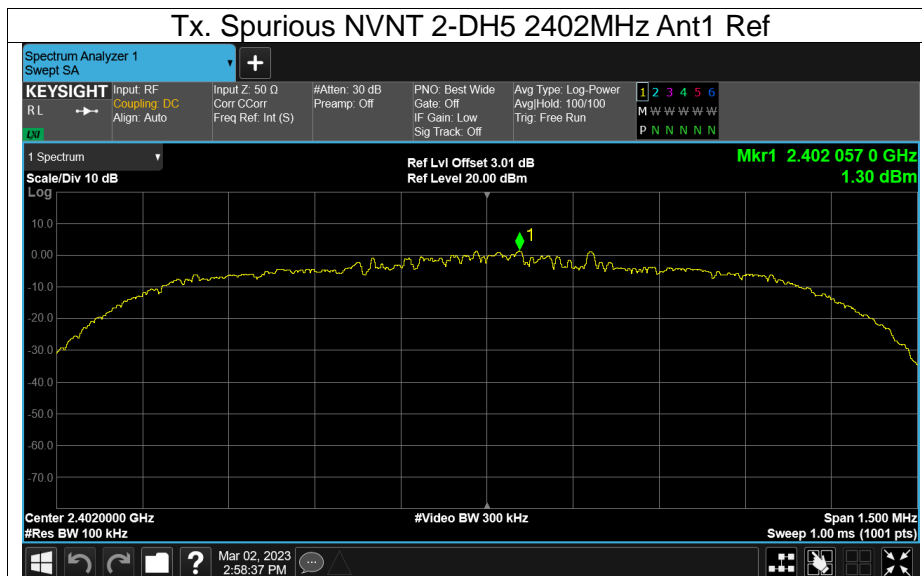 Tx. Spurious NVNT 2-DH5 2402MHz Ant1 Ref
Spectrum Analyzer 1
Swept SA
+
KEYSIGHT
RL
LXI
Input: RF
Coupling: DC
Align: Auto
Input Z: 50 Ω
Corr CCorr
Freq Ref: Int (S)
#Atten: 30 dB
Preamp: Off
PNO: Best Wide
Gate: Off
IF Gain: Low
Sig Track: Off
Avg Type: Log-Power
Avg|Hold: 100/100
Trig: Free Run
1 2 3 4 5 6
M W W W W W
P N N N N N
1 Spectrum
Scale/Div 10 dB
Log
Ref Lvl Offset 3.01 dB
Ref Level 20.00 dBm
Mkr1 2.402 057 0 GHz
1.30 dBm
10.0
0.00
-10.0
-20.0
-30.0
-40.0
-50.0
-60.0
-70.0
1
Center 2.4020000 GHz
#Res BW 100 kHz
#Video BW 300 kHz
Span 1.500 MHz
Sweep 1.00 ms (1001 pts)
?
Mar 02, 2023
2:58:37 PM